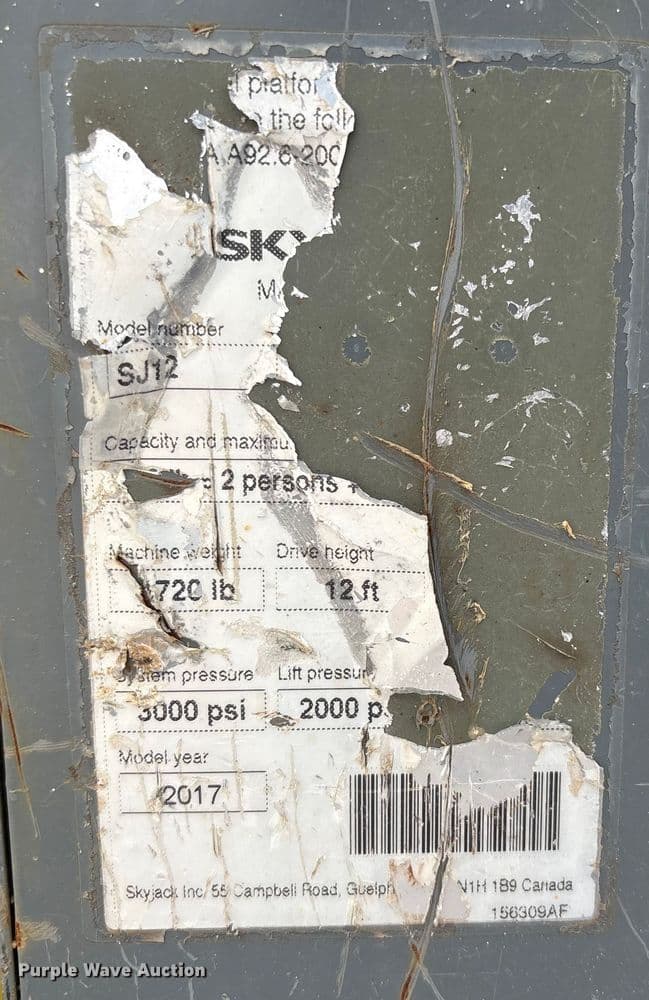 platfor
the foll
A A92.6-200
SKY
M
Model number
SJ12
Capacity and maximu
= 2 persons +
Machine weight Drive height
720 lb 12 ft
System pressure Lift pressur
3000 psi 2000 p
Model year
2017
Skyjack Inc 55 Campbell Road, Guelph N1H 1B9 Canada
156309AF
Purple Wave Auction